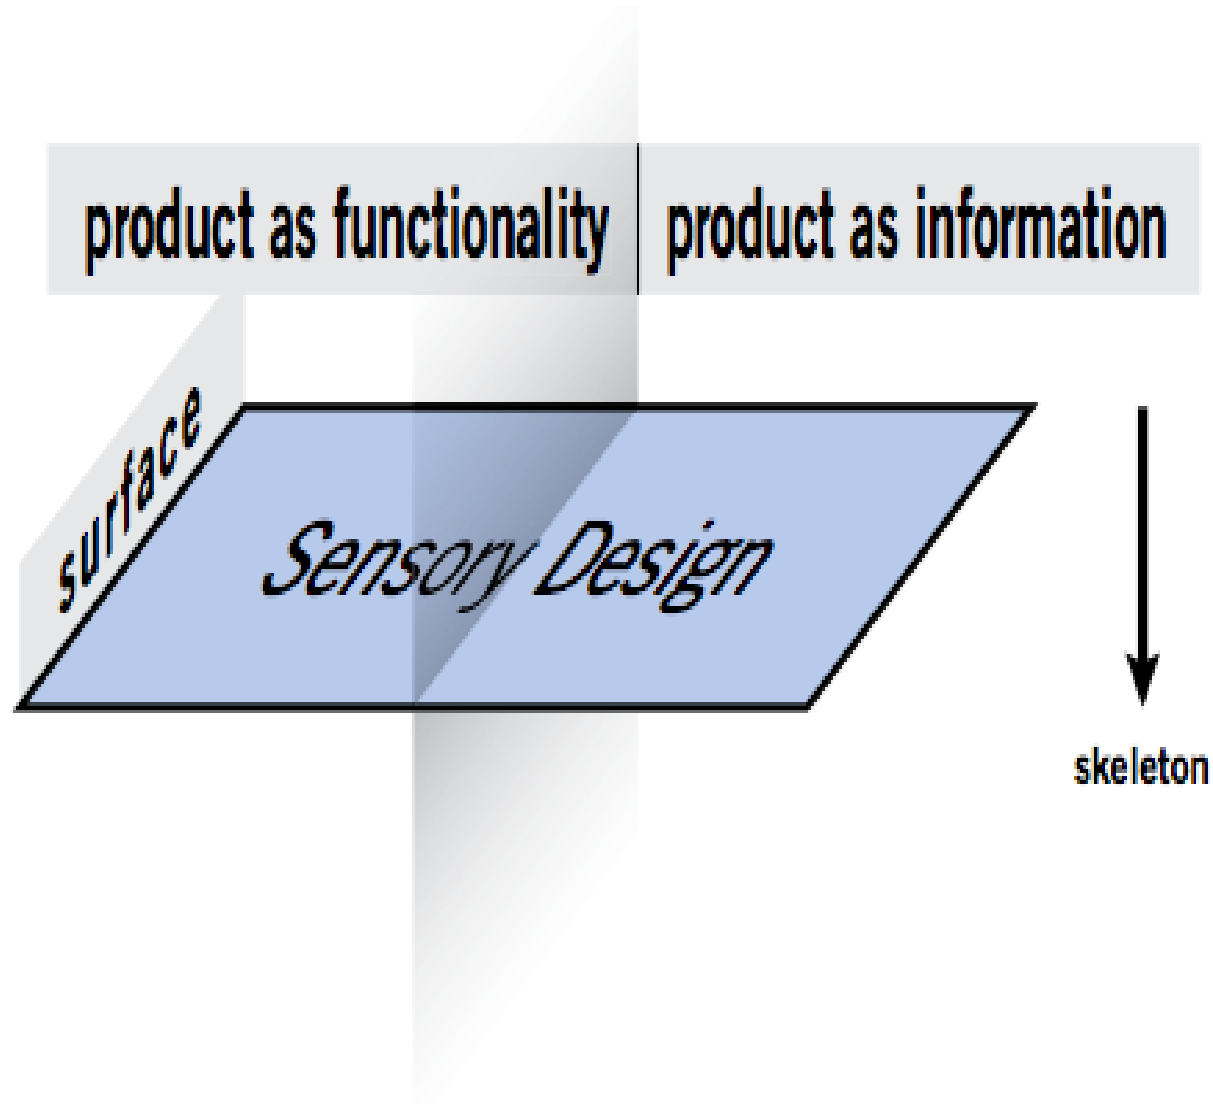 product as functionality
product as information
surface
Sensory Design
skeleton